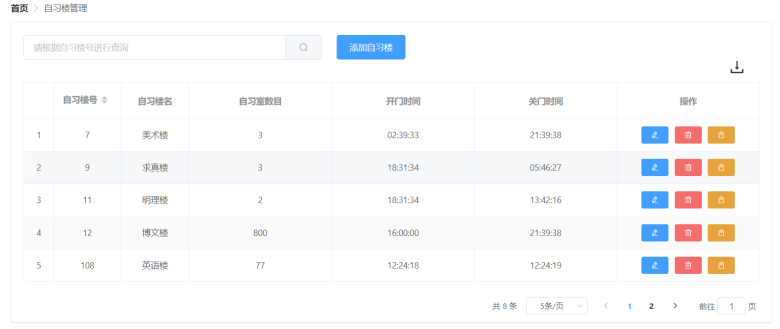 首页 > 自习楼管理
请根据自习楼号进行查询 添加自习楼
自习楼号 自习楼名 自习室数目 开门时间 关门时间 操作
1 7 美术楼 3 02:39:33 21:39:38
2 9 求真楼 3 18:31:34 05:46:27
3 11 明理楼 2 18:31:34 13:42:16
4 12 博文楼 800 16:00:00 21:39:38
5 108 英语楼 77 12:24:18 12:24:19
共 8 条 5条/页 < 1 2 > 前往 1 页